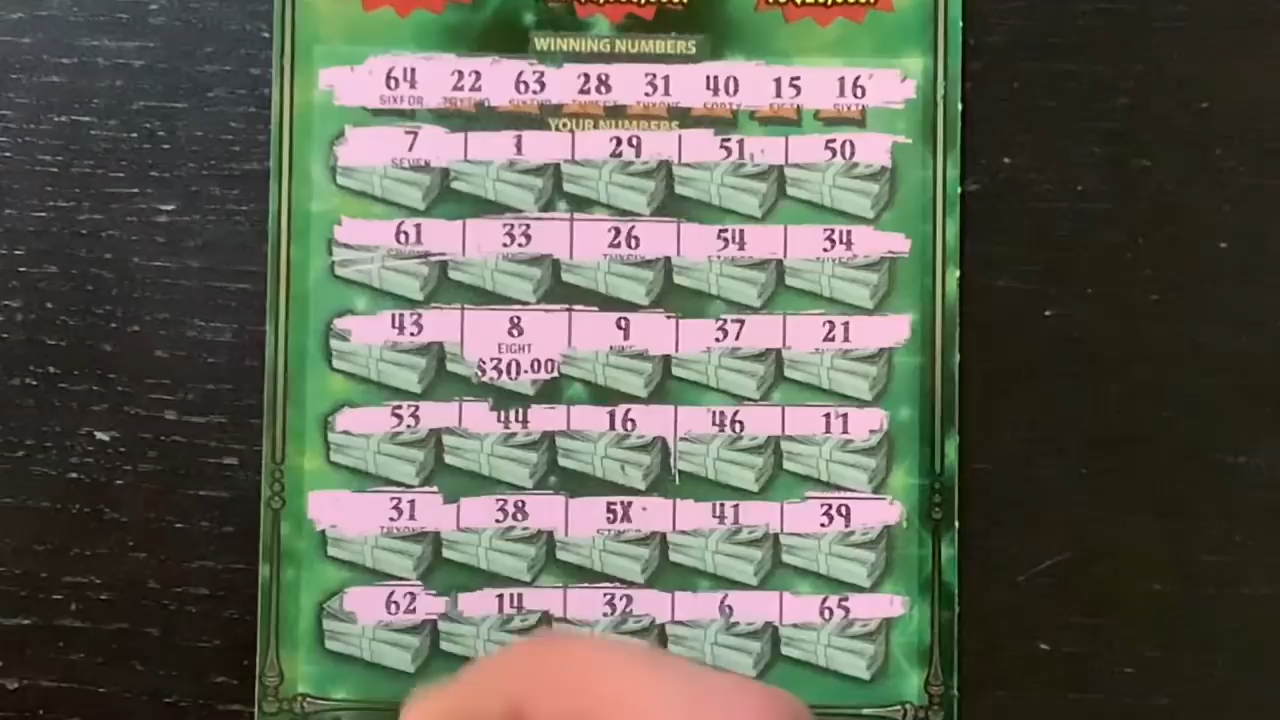 WINNING NUMBERS
64 22 63 28 31 40 15 16
SIXFOR
YOUR NUMBERS
7 1 29 51 50
SEVEN
61 33 26 54 34
43 8 9 37 21
EIGHT
$30.00
53 44 16 46 11
31 38 5X 41 39
62 14 32 6 65